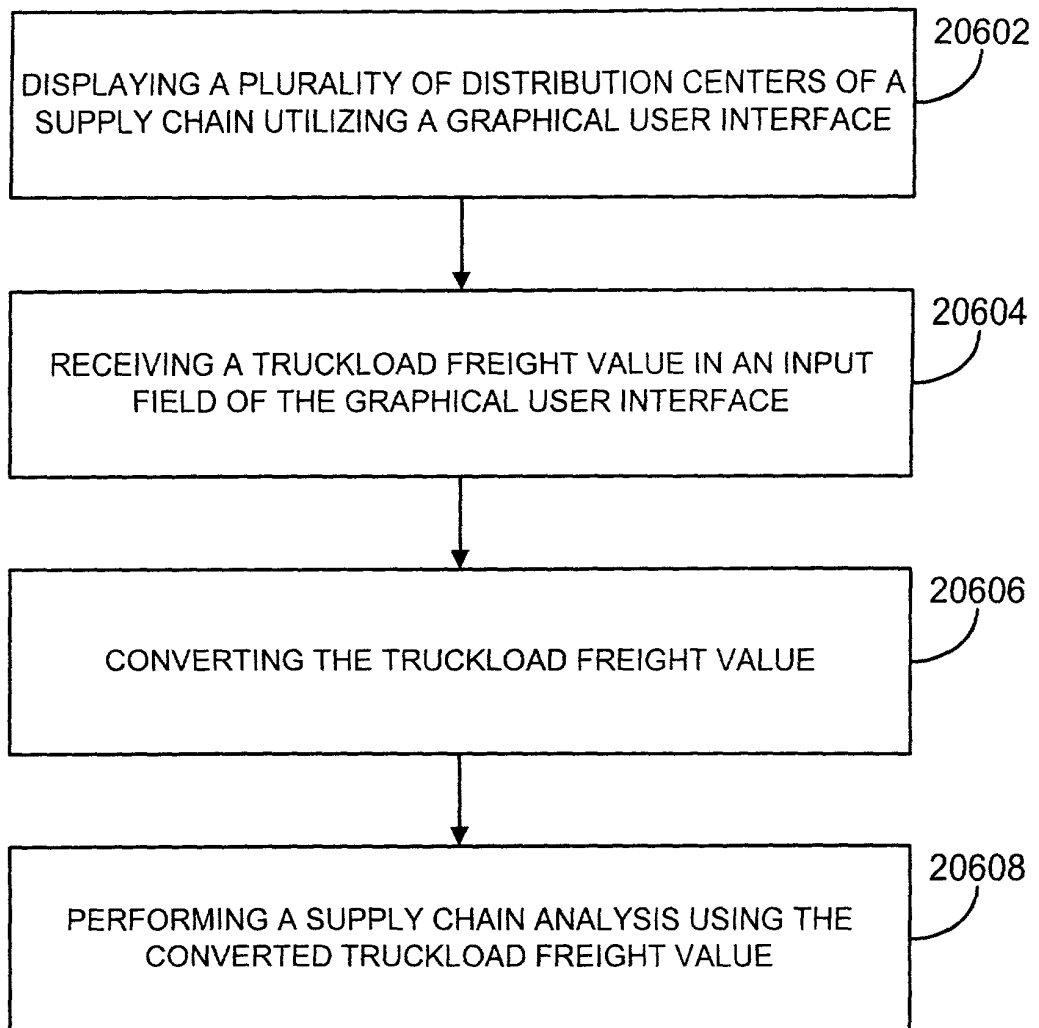 20602
DISPLAYING A PLURALITY OF DISTRIBUTION CENTERS OF A
SUPPLY CHAIN UTILIZING A GRAPHICAL USER INTERFACE
20604
RECEIVING A TRUCKLOAD FREIGHT VALUE IN AN INPUT
FIELD OF THE GRAPHICAL USER INTERFACE
20606
CONVERTING THE TRUCKLOAD FREIGHT VALUE
20608
PERFORMING A SUPPLY CHAIN ANALYSIS USING THE
CONVERTED TRUCKLOAD FREIGHT VALUE